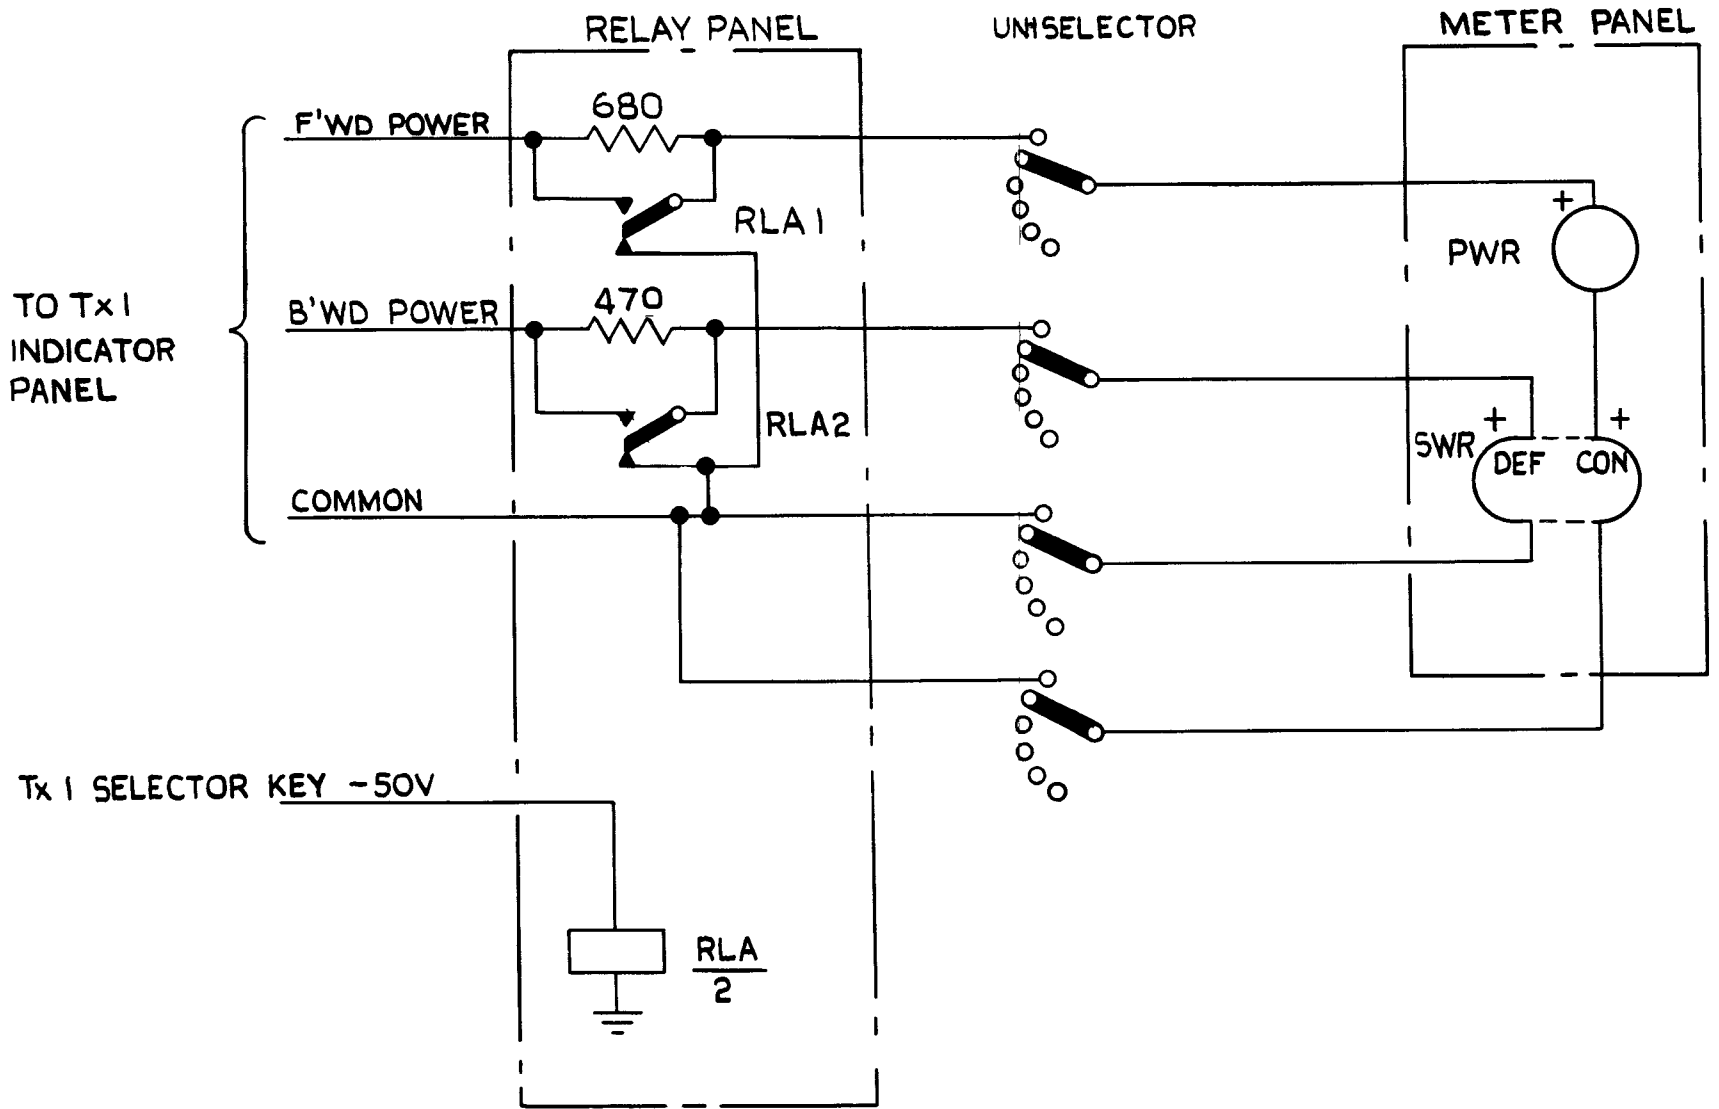 RELAY PANEL
UNISELECTOR
METER PANEL
680
F'WD POWER
+
RLA 1
PWR
TO Tx 1
INDICATOR
PANEL
470
B'WD POWER
RLA2
+
+
SWR
DEF
CON
COMMON
Tx 1 SELECTOR KEY -50V
RLA
2